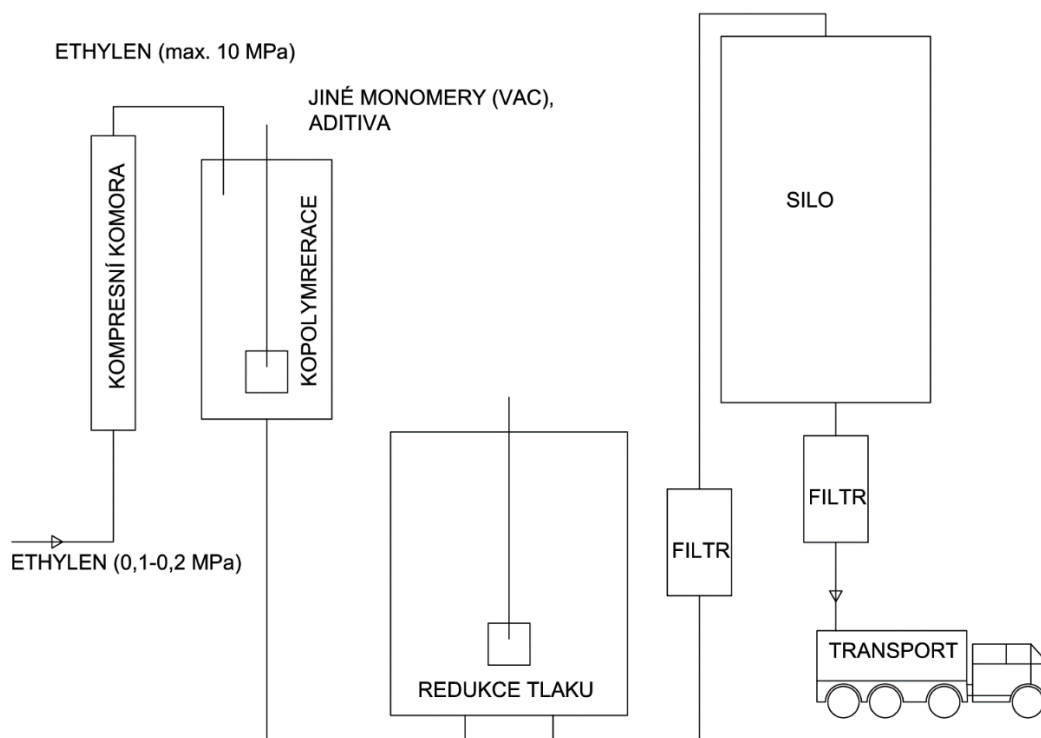 ETHYLEN (max. 10 MPa)
JINÉ MONOMERY (VAC),
ADITIVA
KOMPRESNÍ KOMORA
KOPOLYMRERACE
ETHYLEN (0,1-0,2 MPa)
REDUKCE TLAKU
FILTR
SILO
FILTR
TRANSPORT